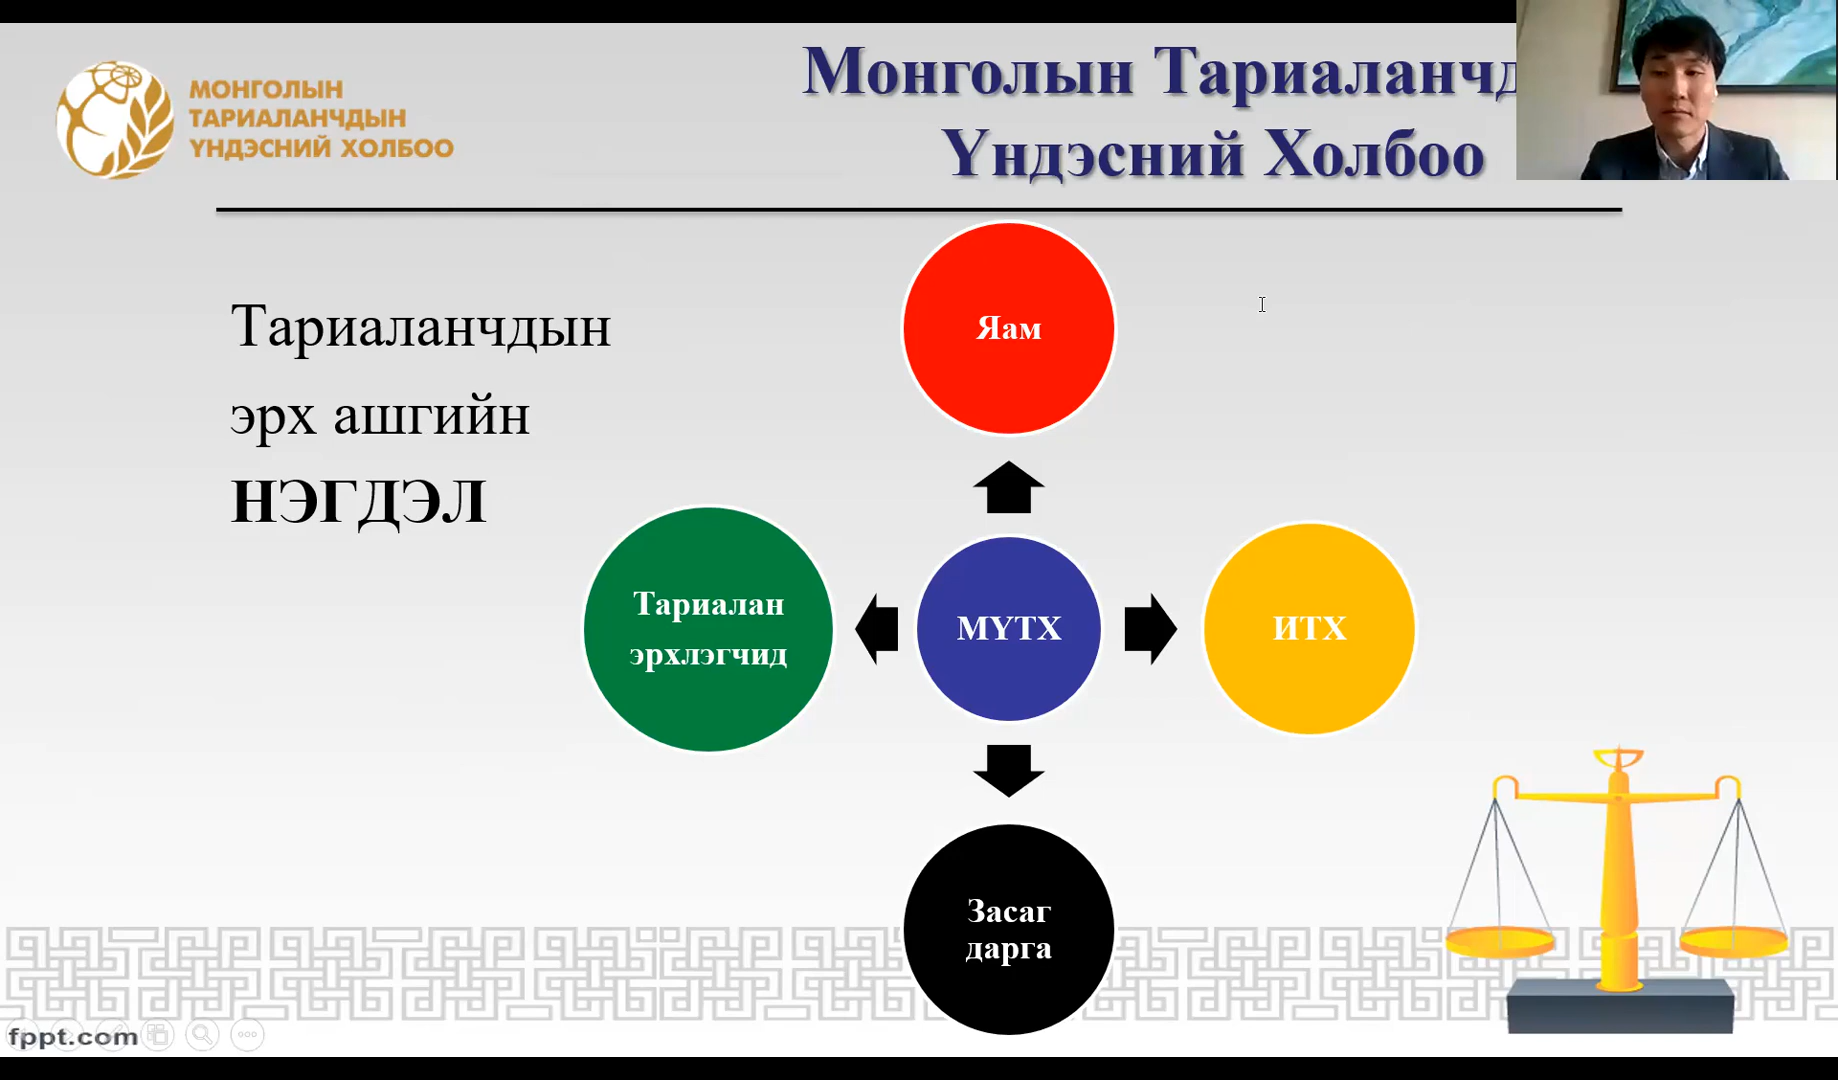 МОНГОЛЫН
ТАРИАЛАНЧДЫН
ҮНДЭСНИЙ ХОЛБОО
Монголын Тариаланчд
Үндэсний Холбоо
Тариаланчдын
эрх ашгийн
НЭГДЭЛ
Яам
Тариалан
эрхлэгчид
МҮТХ
ИТХ
Засаг
дарга
fppt.com